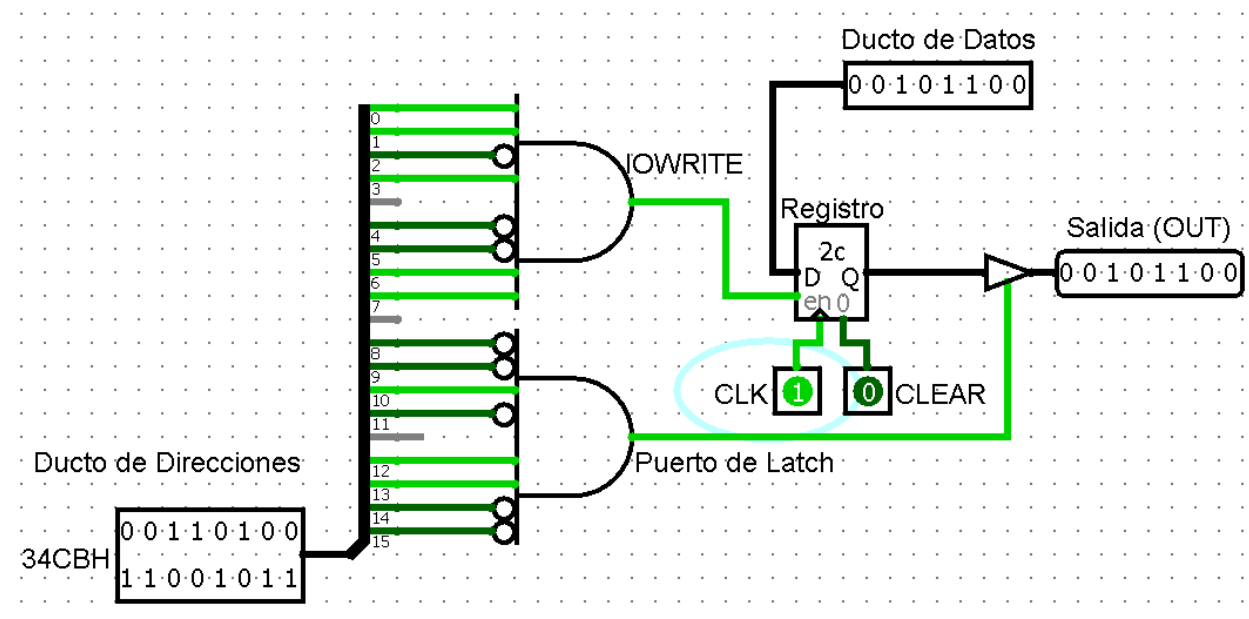 Ducto de Datos
0 0 1 0 1 1 0 0
0
1
2
3
4
5
6
7
8
9
10
11
12
13
14
15
IOWRITE
Registro
2c
D Q
en 0
Salida (OUT)
0 0 1 0 1 1 0 0
CLK 1
0 CLEAR
Puerto de Latch
Ducto de Direcciones
34CBH
0 0 1 1 0 1 0 0
1 1 0 0 1 0 1 1